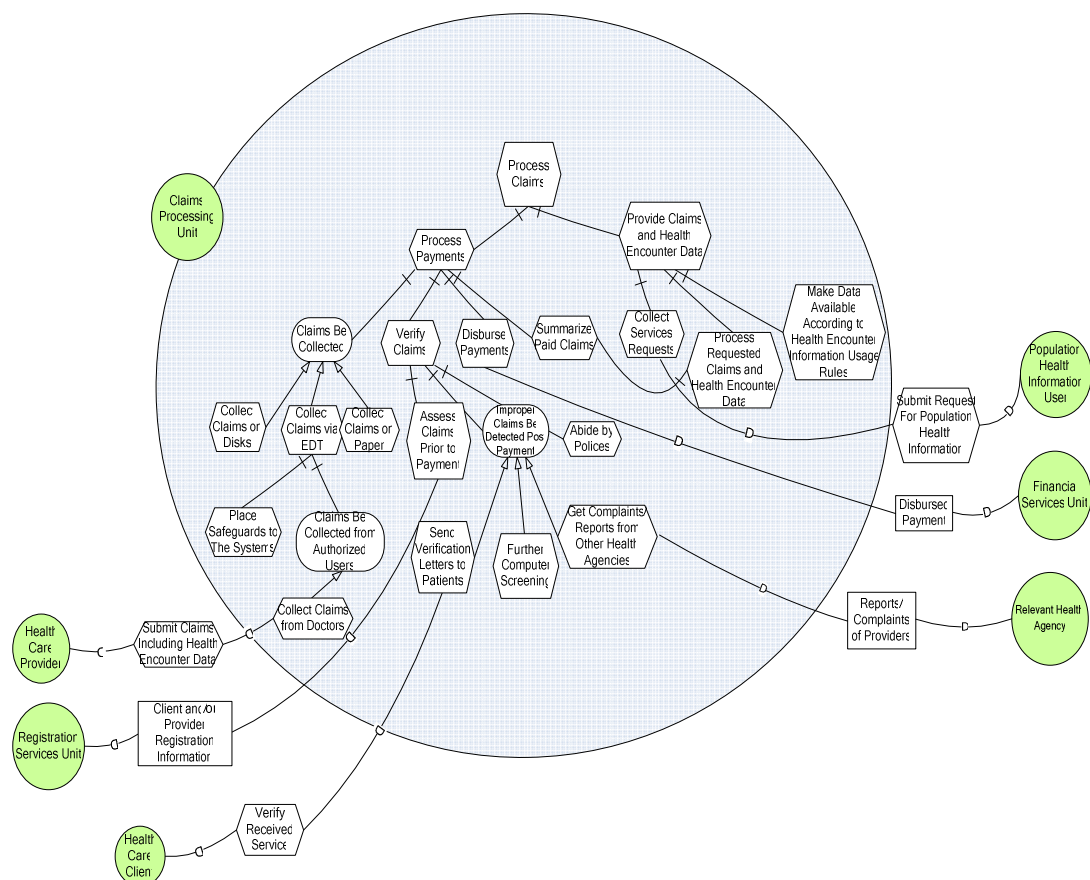 Process
Claims
Claims
Processing
Unit
Provide Claims
and Health
Encounter Data
Process
Payments
Make Data
Available
According to
Health Encounter
Information Usage
Rules
Claims Be
Collected
Verify
Claims
Disburse
Payments
Summarize
Paid Claims
Collect
Services
Requests
Process
Requested
Claims and
Health Encounter
Data
Population
Health
Information
User
Collec
Claims or
Disks
Collec
Claims via
EDT
Collec
Claims or
Paper
Assess
Claims
Prior to
Payment
Improper
Claims Be
Detected Pos
Payment
Abide by
Polices
Submit Request
For Population
Health
Information
Financia
Services Unit
Disbursed
Payment
Place
Safeguards to
The Systems
Claims Be
Collected from
Authorized
Users
Send
Verification
Letters to
Patients
Further
Computer
Screening
Get Complaints/
Reports from
Other Health
Agencies
Collect Claims
from Doctors
Reports/
Complaints
of Providers
Relevant Health
Agency
Health
Care
Provider
Submit Claims
Including Health
Encounter Data
Registration
Services Unit
Client and/or
Provider
Registration
Information
Verify
Received
Service
Health
Care
Client